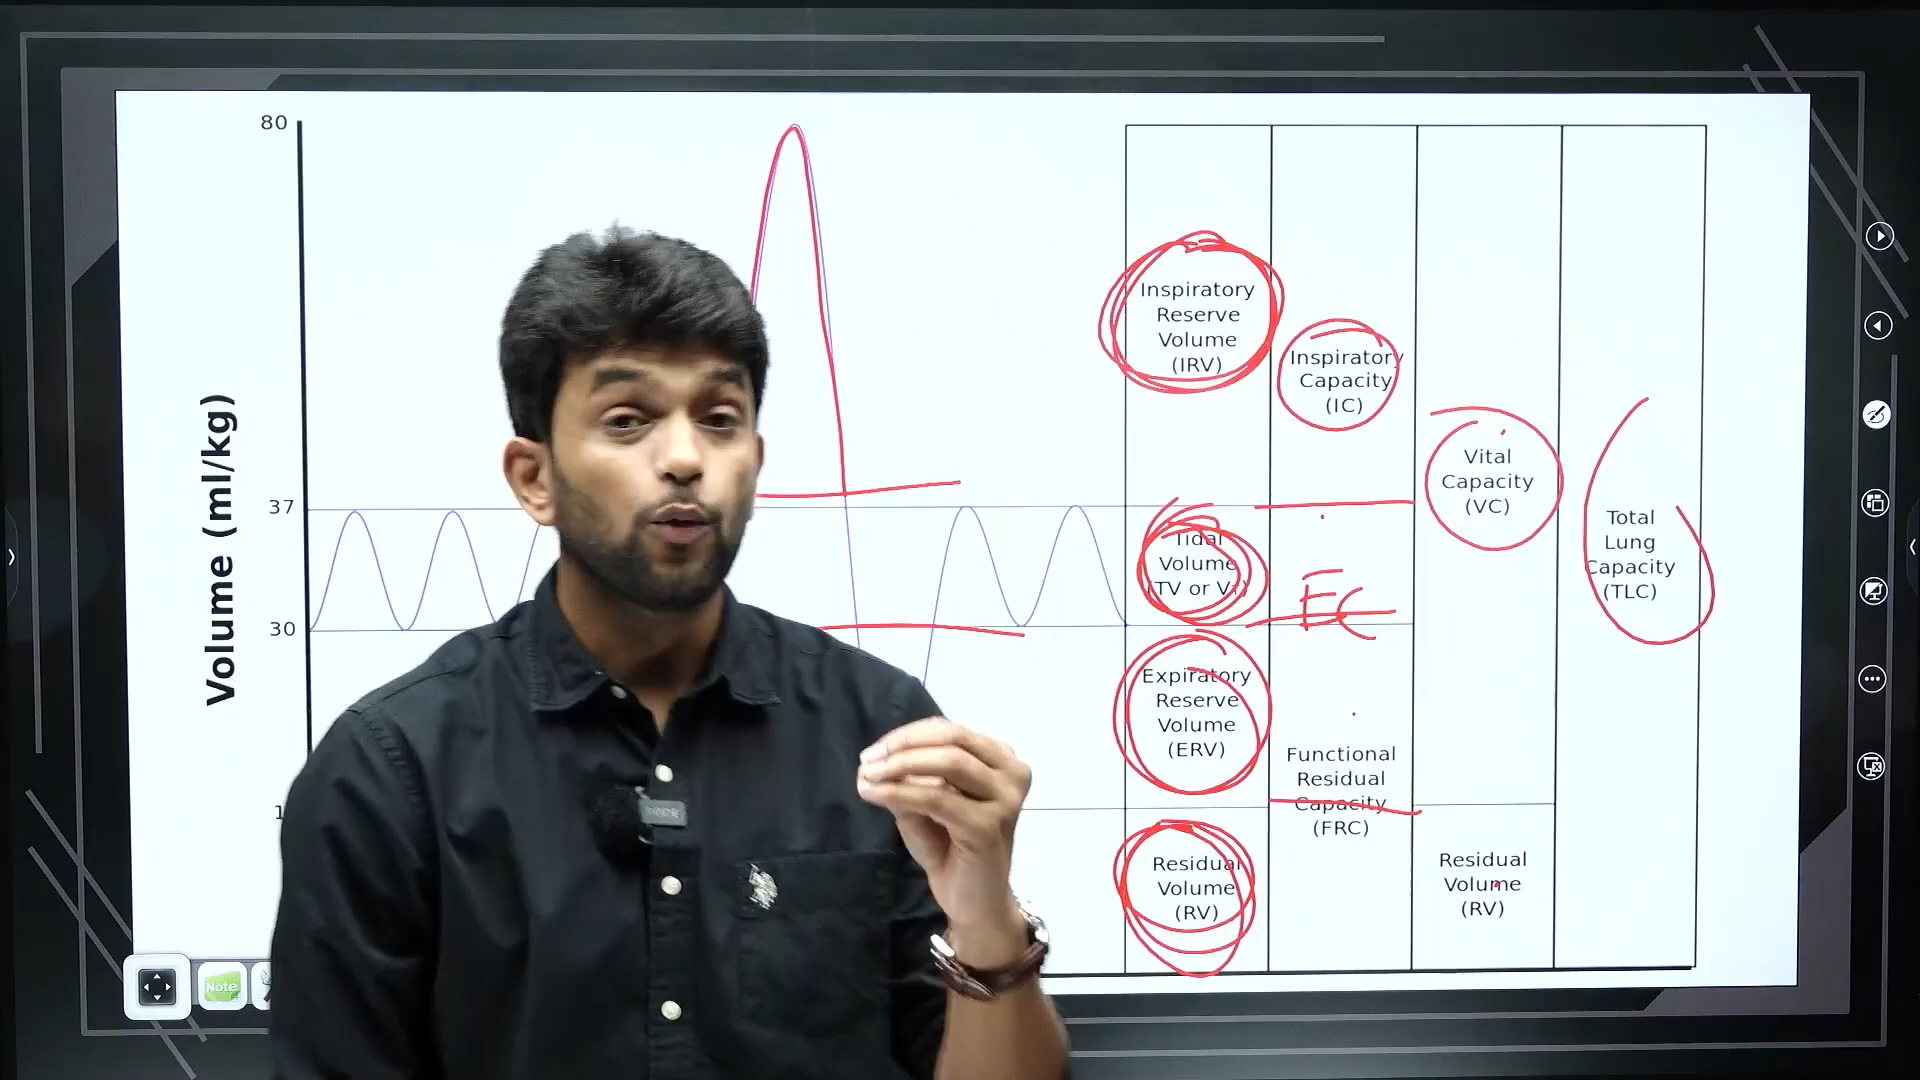 80
37
30
1
Volume (ml/kg)
Inspiratory
Reserve
Volume
(IRV)
Tidal
Volume
(TV or VT)
Expiratory
Reserve
Volume
(ERV)
Residual
Volume
(RV)
Inspiratory
Capacity
(IC)
EC
Functional
Residual
Capacity
(FRC)
Vital
Capacity
(VC)
Residual
Volume
(RV)
Total
Lung
Capacity
(TLC)
Note